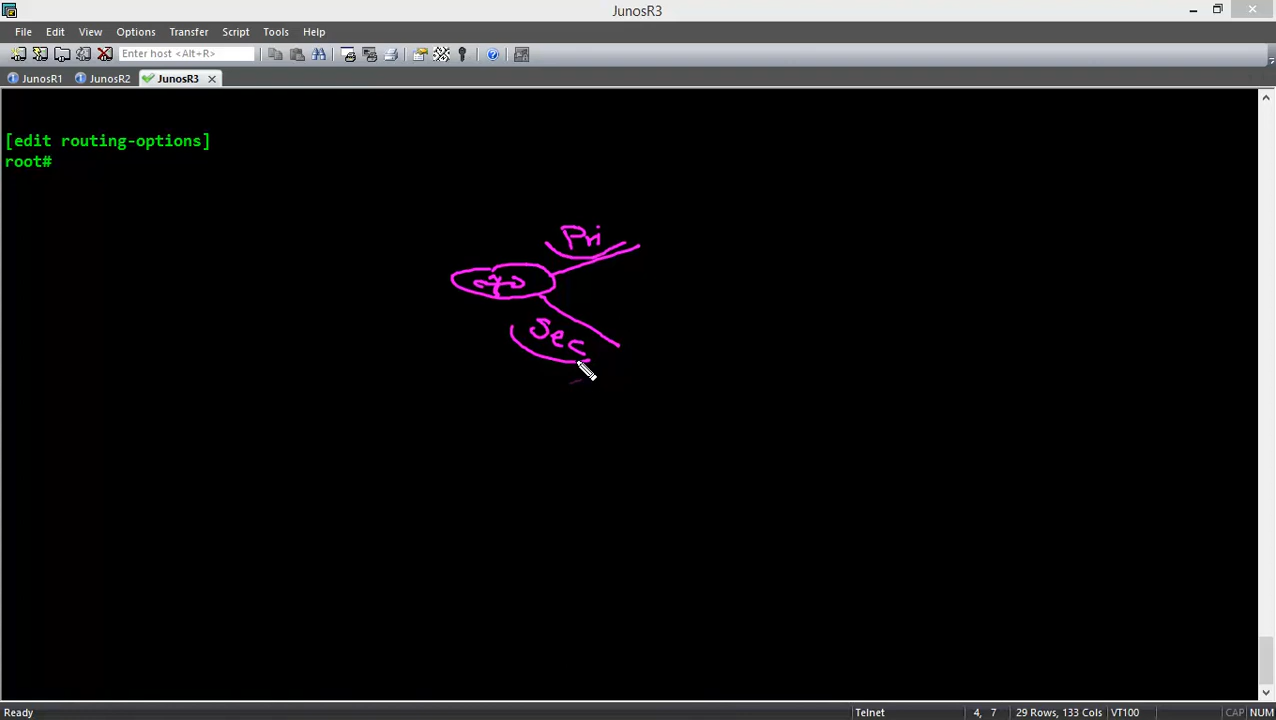 JunosR3
File Edit View Options Transfer Script Tools Help
Enter host <Alt+R>
JunosR1 JunosR2 JunosR3
[edit routing-options]
root#
Pri
Sec
Ready Telnet 4, 7 29 Rows, 133 Cols VT100 CAP NUM